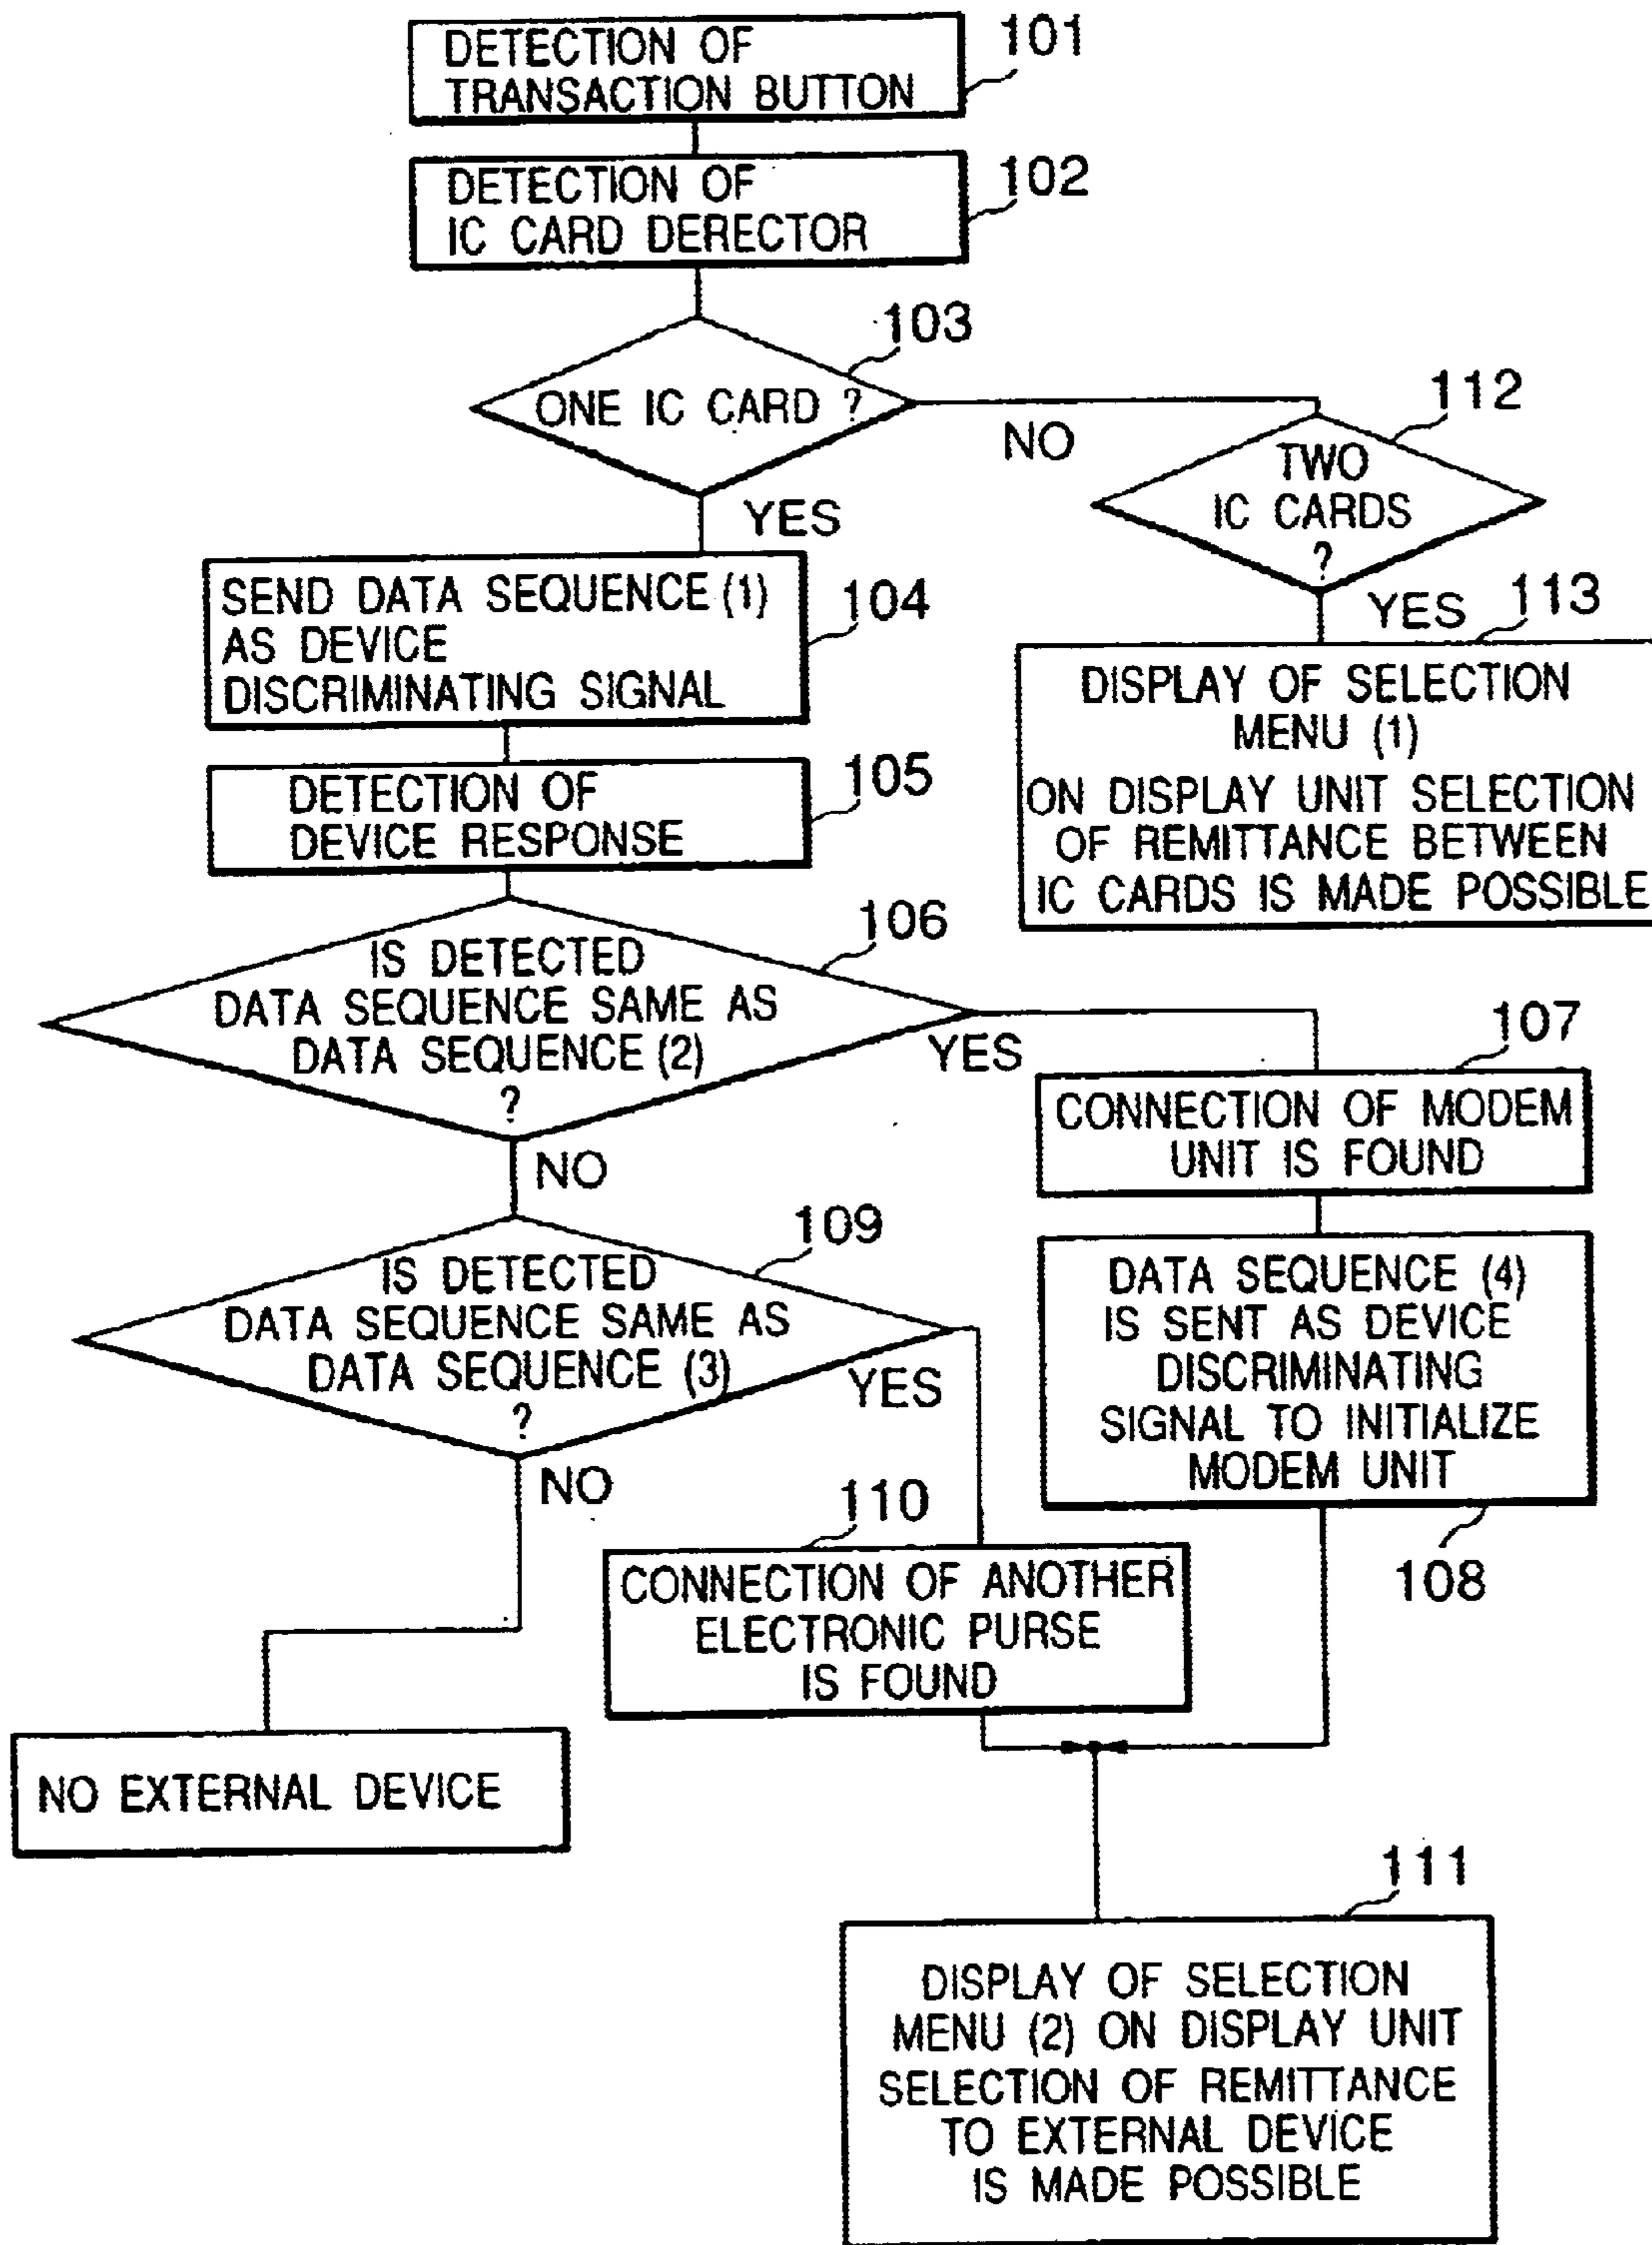 DETECTION OF
TRANSACTION BUTTON
101
DETECTION OF
IC CARD DERECTOR
102
103
ONE IC CARD ?
NO
YES
112
TWO
IC CARDS
?
YES
113
DISPLAY OF SELECTION
MENU (1)
ON DISPLAY UNIT SELECTION
OF REMITTANCE BETWEEN
IC CARDS IS MADE POSSIBLE
SEND DATA SEQUENCE (1)
AS DEVICE
DISCRIMINATING SIGNAL
104
DETECTION OF
DEVICE RESPONSE
105
106
IS DETECTED
DATA SEQUENCE SAME AS
DATA SEQUENCE (2)
?
YES
NO
107
CONNECTION OF MODEM
UNIT IS FOUND
DATA SEQUENCE (4)
IS SENT AS DEVICE
DISCRIMINATING
SIGNAL TO INITIALIZE
MODEM UNIT
108
109
IS DETECTED
DATA SEQUENCE SAME AS
DATA SEQUENCE (3)
?
YES
NO
110
CONNECTION OF ANOTHER
ELECTRONIC PURSE
IS FOUND
NO EXTERNAL DEVICE
111
DISPLAY OF SELECTION
MENU (2) ON DISPLAY UNIT
SELECTION OF REMITTANCE
TO EXTERNAL DEVICE
IS MADE POSSIBLE